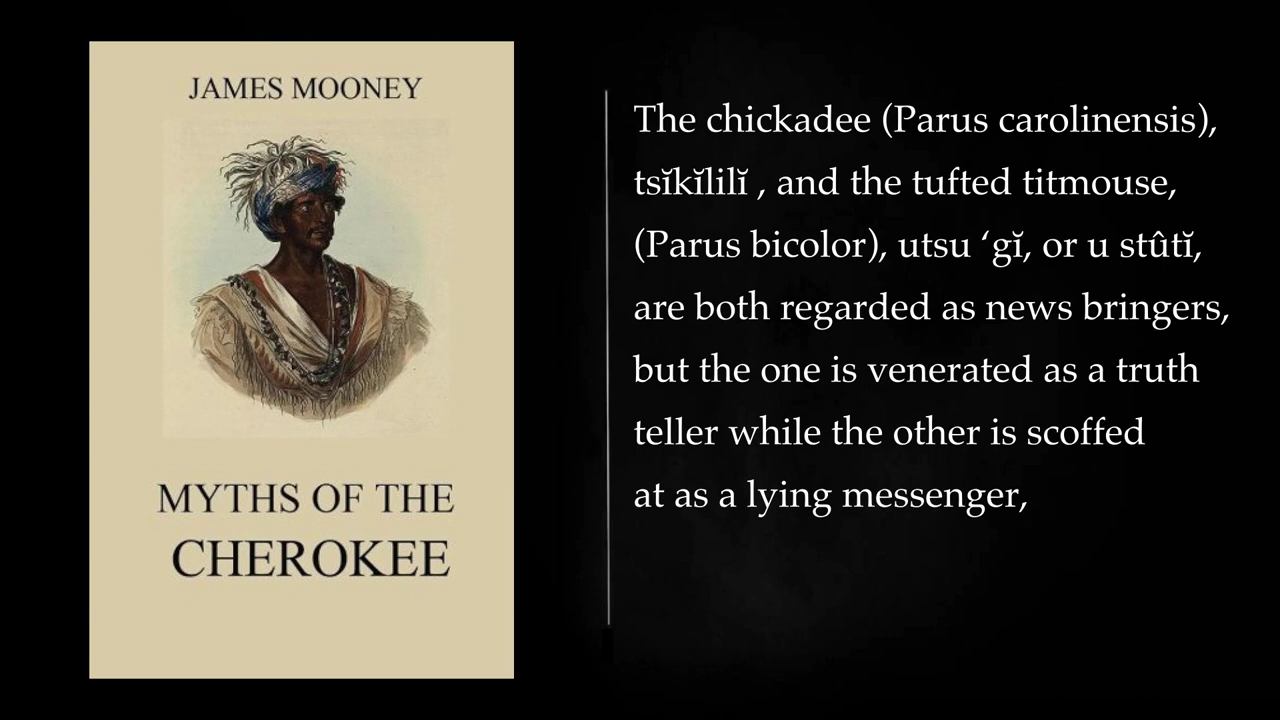 JAMES MOONEY
MYTHS OF THE
CHEROKEE
The chickadee (Parus carolinensis),
tsĭkĭlilĭ , and the tufted titmouse,
(Parus bicolor), utsu ‘gĭ, or u stûtĭ,
are both regarded as news bringers,
but the one is venerated as a truth
teller while the other is scoffed
at as a lying messenger,